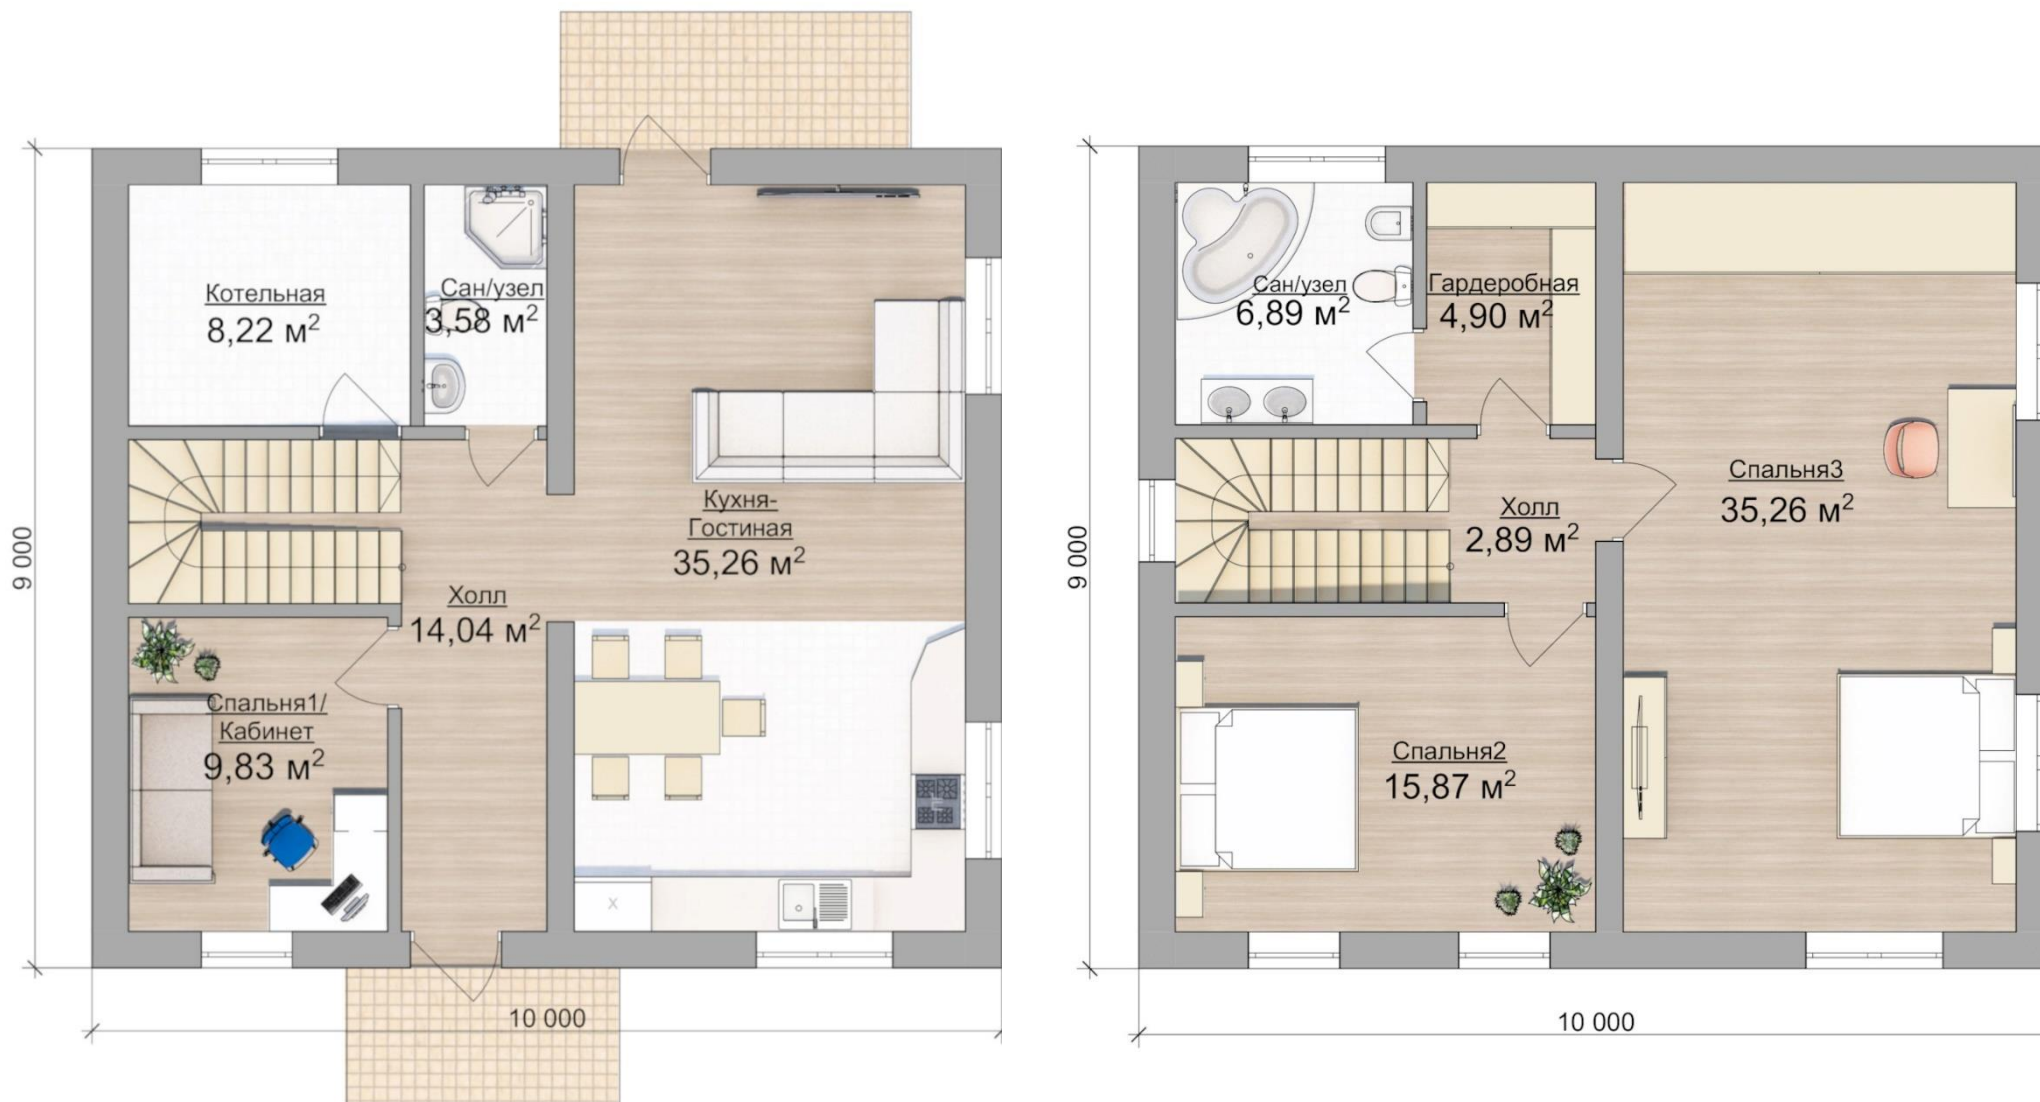 9 000
Котельная
8,22 м²
Сан/узел
3,58 м²
Кухня-
Гостиная
35,26 м²
Холл
14,04 м²
Спальня1/
Кабинет
9,83 м²
X
10 000
9 000
Сан/узел
6,89 м²
Гардеробная
4,90 м²
Спальня3
35,26 м²
Холл
2,89 м²
Спальня2
15,87 м²
10 000